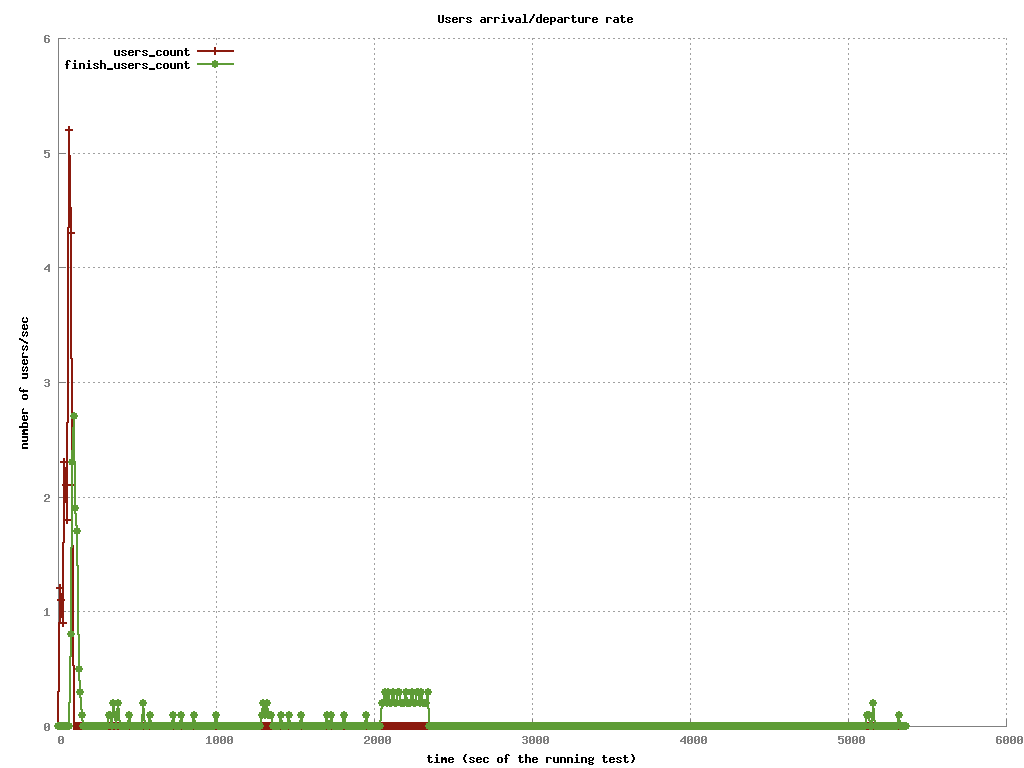 Users arrival/departure rate
users_count
finish_users_count
6
5
4
3
2
1
0
number of users/sec
0 1000 2000 3000 4000 5000 6000
time (sec of the running test)